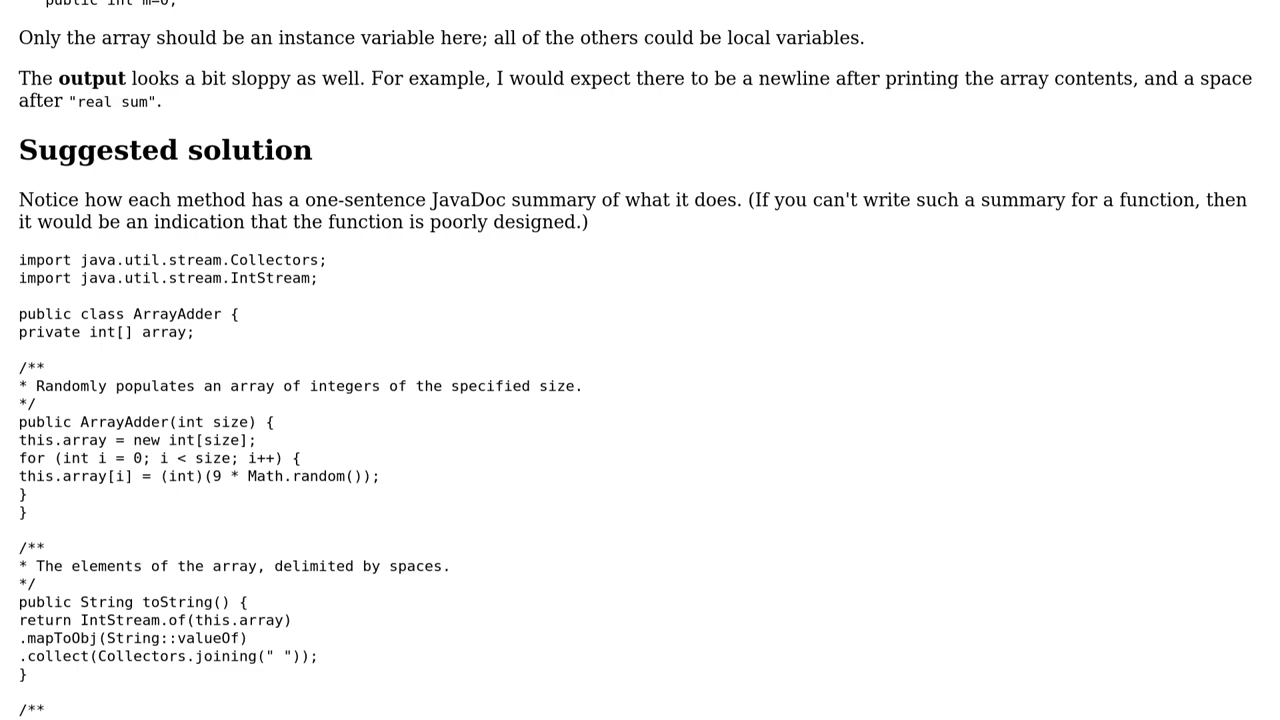 public int m=0;
Only the array should be an instance variable here; all of the others could be local variables.
The output looks a bit sloppy as well. For example, I would expect there to be a newline after printing the array contents, and a space
after "real sum".
Suggested solution
Notice how each method has a one-sentence JavaDoc summary of what it does. (If you can't write such a summary for a function, then
it would be an indication that the function is poorly designed.)
import java.util.stream.Collectors;
import java.util.stream.IntStream;
public class ArrayAdder {
private int[] array;
/**
* Randomly populates an array of integers of the specified size.
*/
public ArrayAdder(int size) {
this.array = new int[size];
for (int i = 0; i < size; i++) {
this.array[i] = (int)(9 * Math.random());
}
}
/**
* The elements of the array, delimited by spaces.
*/
public String toString() {
return IntStream.of(this.array)
.mapToObj(String::valueOf)
.collect(Collectors.joining(" "));
}
/**